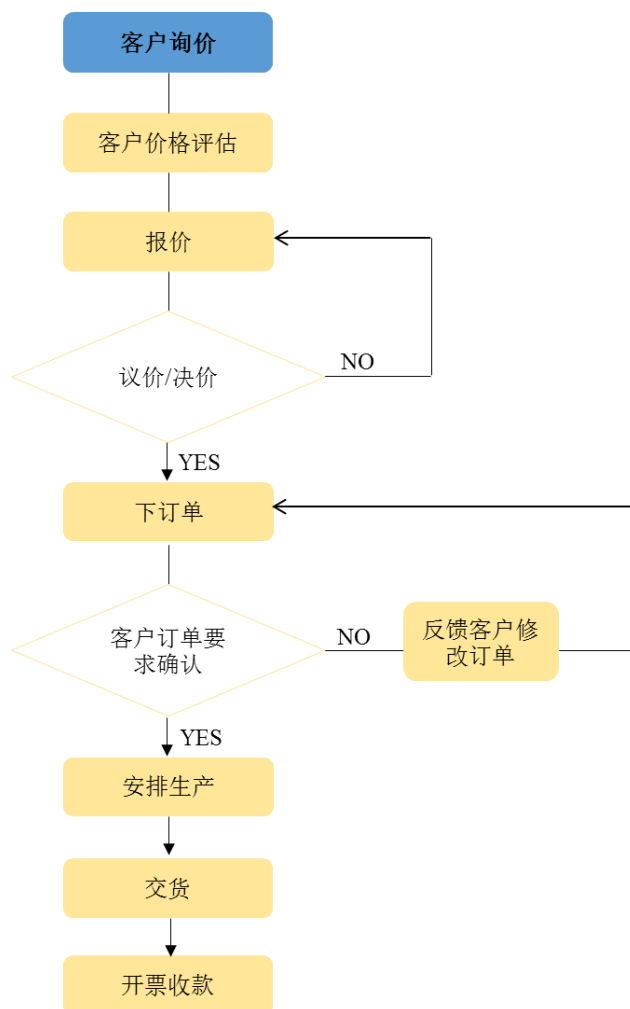 客户询价
客户价格评估
报价
议价/决价
NO
YES
下订单
客户订单要
求确认
NO
反馈客户修
改订单
YES
安排生产
交货
开票收款